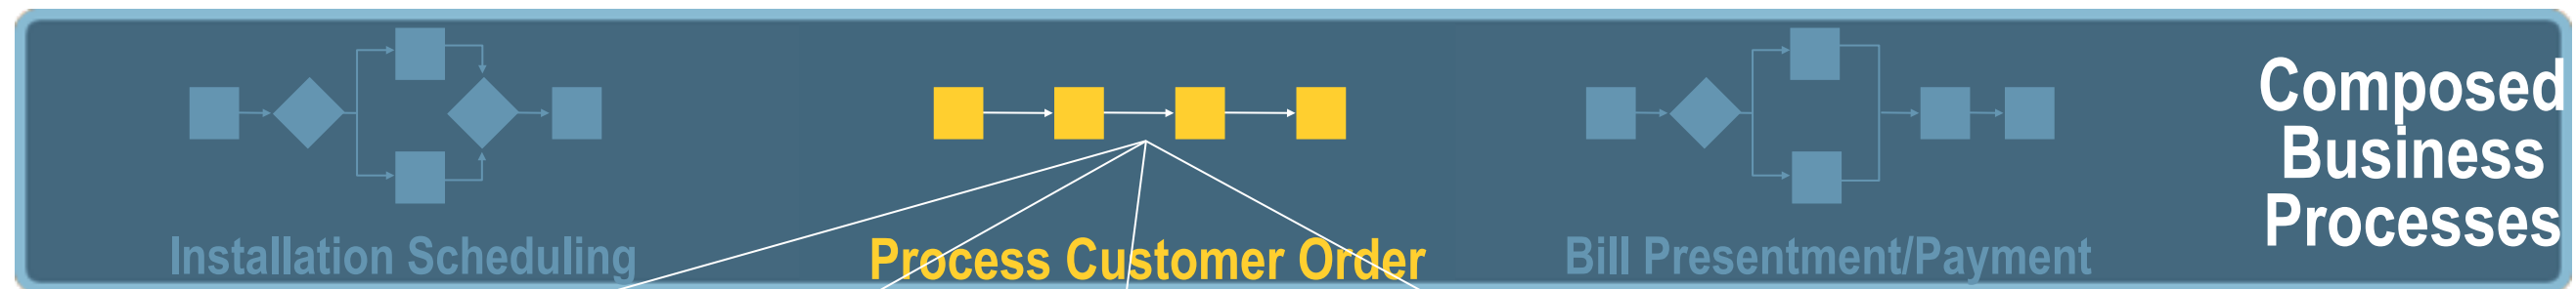 Installation Scheduling
Process Customer Order
Bill Presentment/Payment
Composed
Business
Processes